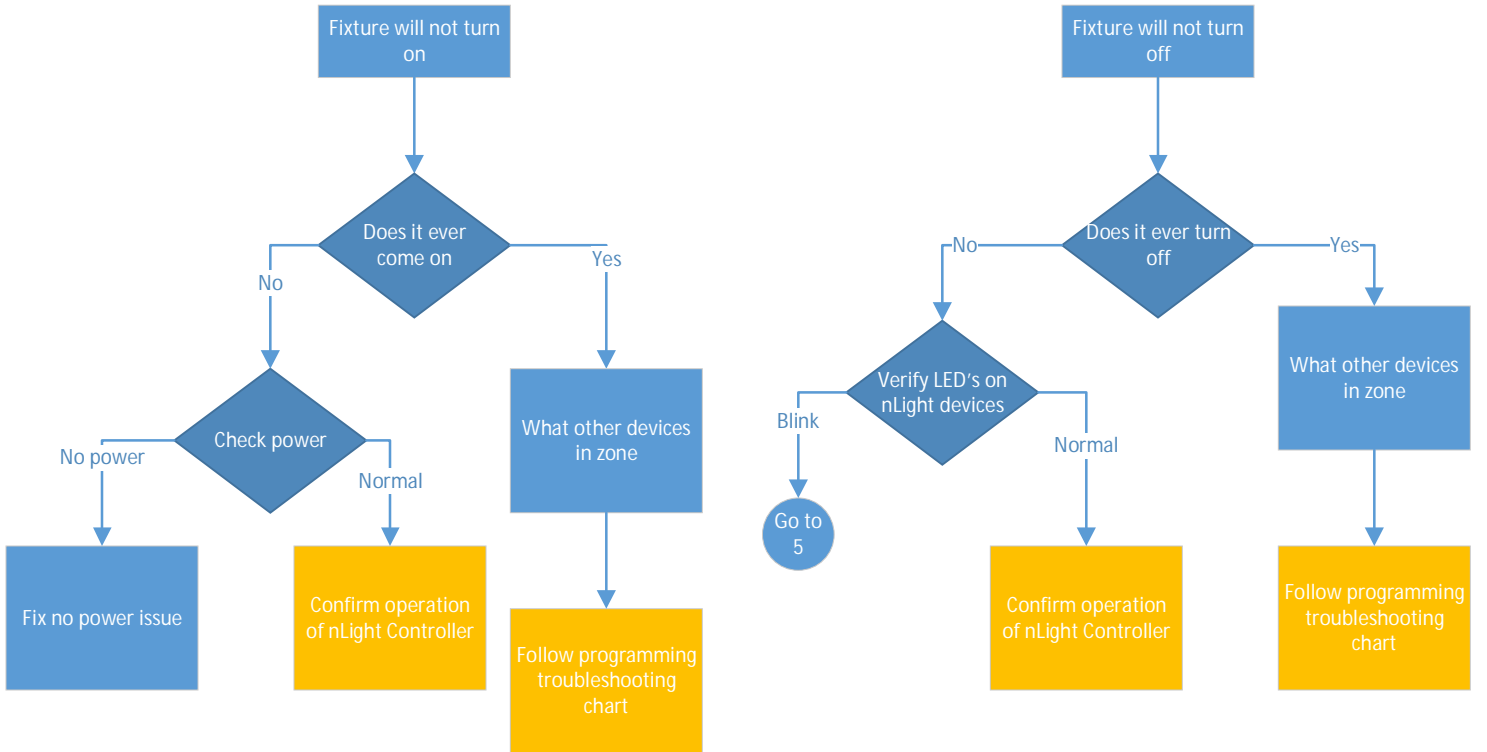 Fixture will not turn
on
Does it ever
come on
No
Yes
Check power
No power
Normal
What other devices
in zone
Fix no power issue
Confirm operation
of nLight Controller
Follow programming
troubleshooting
chart
Fixture will not turn
off
Does it ever turn
off
No
Yes
Verify LED's on
nLight devices
What other devices
in zone
Blink
Normal
Go to
5
Confirm operation
of nLight Controller
Follow programming
troubleshooting
chart